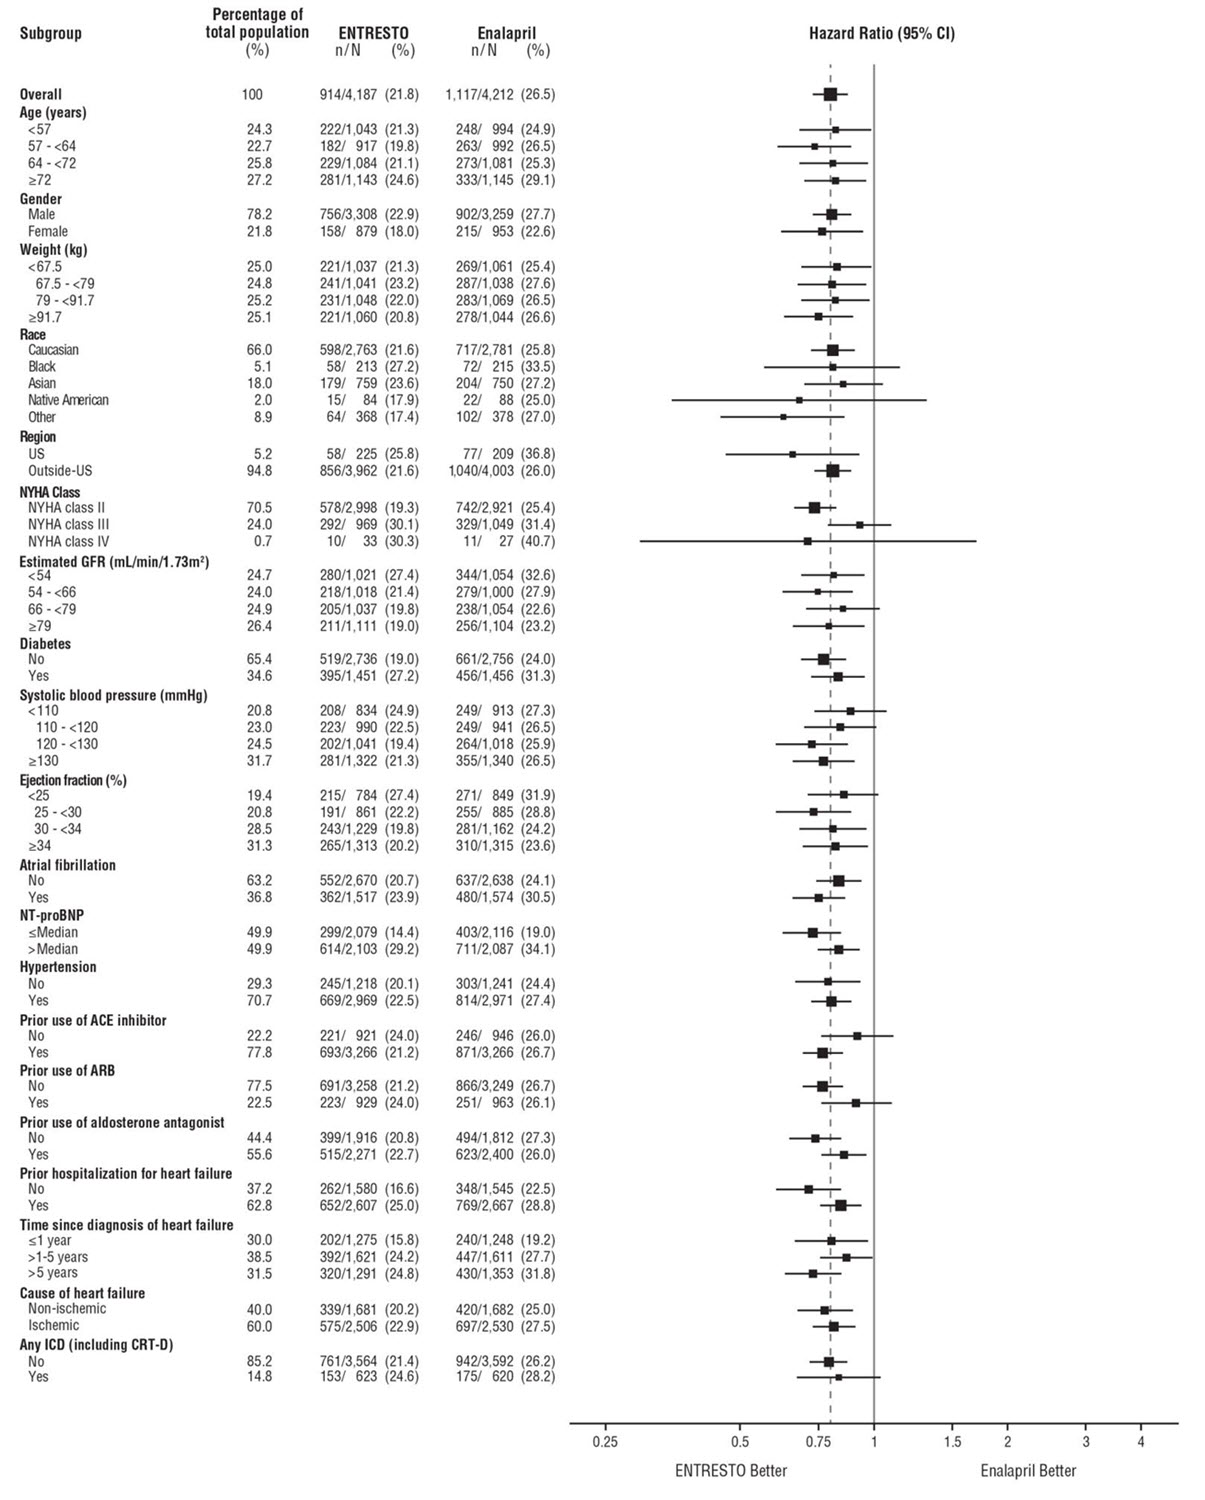 Percentage of
Subgroup total population ENTRESTO Enalapril Hazard Ratio (95% CI)
(%) n/N (%) n/N (%)
Overall 100 914/4,187 (21.8) 1,117/4,212 (26.5)
Age (years)
<57 24.3 222/1,043 (21.3) 248/ 994 (24.9)
57 - <64 22.7 182/ 917 (19.8) 263/ 992 (26.5)
64 - <72 25.8 229/1,084 (21.1) 273/1,081 (25.3)
≥72 27.2 281/1,143 (24.6) 333/1,145 (29.1)
Gender
Male 78.2 756/3,308 (22.9) 902/3,259 (27.7)
Female 21.8 158/ 879 (18.0) 215/ 953 (22.6)
Weight (kg)
<67.5 25.0 221/1,037 (21.3) 269/1,061 (25.4)
67.5 - <79 24.8 241/1,041 (23.2) 287/1,038 (27.6)
79 - <91.7 25.2 231/1,048 (22.0) 283/1,069 (26.5)
≥91.7 25.1 221/1,060 (20.8) 278/1,044 (26.6)
Race
Caucasian 66.0 598/2,763 (21.6) 717/2,781 (25.8)
Black 5.1 58/ 213 (27.2) 72/ 215 (33.5)
Asian 18.0 179/ 759 (23.6) 204/ 750 (27.2)
Native American 2.0 15/ 84 (17.9) 22/ 88 (25.0)
Other 8.9 64/ 368 (17.4) 102/ 378 (27.0)
Region
US 5.2 58/ 225 (25.8) 77/ 209 (36.8)
Outside-US 94.8 856/3,962 (21.6) 1,040/4,003 (26.0)
NYHA Class
NYHA class II 70.5 578/2,998 (19.3) 742/2,921 (25.4)
NYHA class III 24.0 292/ 969 (30.1) 329/1,049 (31.4)
NYHA class IV 0.7 10/ 33 (30.3) 11/ 27 (40.7)
Estimated GFR (mL/min/1.73m²)
<54 24.7 280/1,021 (27.4) 344/1,054 (32.6)
54 - <66 24.0 218/1,018 (21.4) 279/1,000 (27.9)
66 - <79 24.9 205/1,037 (19.8) 238/1,054 (22.6)
≥79 26.4 211/1,111 (19.0) 256/1,104 (23.2)
Diabetes
No 65.4 519/2,736 (19.0) 661/2,756 (24.0)
Yes 34.6 395/1,451 (27.2) 456/1,456 (31.3)
Systolic blood pressure (mmHg)
<110 20.8 208/ 834 (24.9) 249/ 913 (27.3)
110 - <120 23.0 223/ 990 (22.5) 249/ 941 (26.5)
120 - <130 24.5 202/1,041 (19.4) 264/1,018 (25.9)
≥130 31.7 281/1,322 (21.3) 355/1,340 (26.5)
Ejection fraction (%)
<25 19.4 215/ 784 (27.4) 271/ 849 (31.9)
25 - <30 20.8 191/ 861 (22.2) 255/ 885 (28.8)
30 - <34 28.5 243/1,229 (19.8) 281/1,162 (24.2)
≥34 31.3 265/1,313 (20.2) 310/1,315 (23.6)
Atrial fibrillation
No 63.2 552/2,670 (20.7) 637/2,638 (24.1)
Yes 36.8 362/1,517 (23.9) 480/1,574 (30.5)
NT-proBNP
≤Median 49.9 299/2,079 (14.4) 403/2,116 (19.0)
>Median 49.9 614/2,103 (29.2) 711/2,087 (34.1)
Hypertension
No 29.3 245/1,218 (20.1) 303/1,241 (24.4)
Yes 70.7 669/2,969 (22.5) 814/2,971 (27.4)
Prior use of ACE inhibitor
No 22.2 221/ 921 (24.0) 246/ 946 (26.0)
Yes 77.8 693/3,266 (21.2) 871/3,266 (26.7)
Prior use of ARB
No 77.5 691/3,258 (21.2) 866/3,249 (26.7)
Yes 22.5 223/ 929 (24.0) 251/ 963 (26.1)
Prior use of aldosterone antagonist
No 44.4 399/1,916 (20.8) 494/1,812 (27.3)
Yes 55.6 515/2,271 (22.7) 623/2,400 (26.0)
Prior hospitalization for heart failure
No 37.2 262/1,580 (16.6) 348/1,545 (22.5)
Yes 62.8 652/2,607 (25.0) 769/2,667 (28.8)
Time since diagnosis of heart failure
≤1 year 30.0 202/1,275 (15.8) 240/1,248 (19.2)
>1-5 years 38.5 392/1,621 (24.2) 447/1,611 (27.7)
>5 years 31.5 320/1,291 (24.8) 430/1,353 (31.8)
Cause of heart failure
Non-ischemic 40.0 339/1,681 (20.2) 420/1,682 (25.0)
Ischemic 60.0 575/2,506 (22.9) 697/2,530 (27.5)
Any ICD (including CRT-D)
No 85.2 761/3,564 (21.4) 942/3,592 (26.2)
Yes 14.8 153/ 623 (24.6) 175/ 620 (28.2)
0.25 0.5 0.75 1 1.5 2 3 4
ENTRESTO Better Enalapril Better